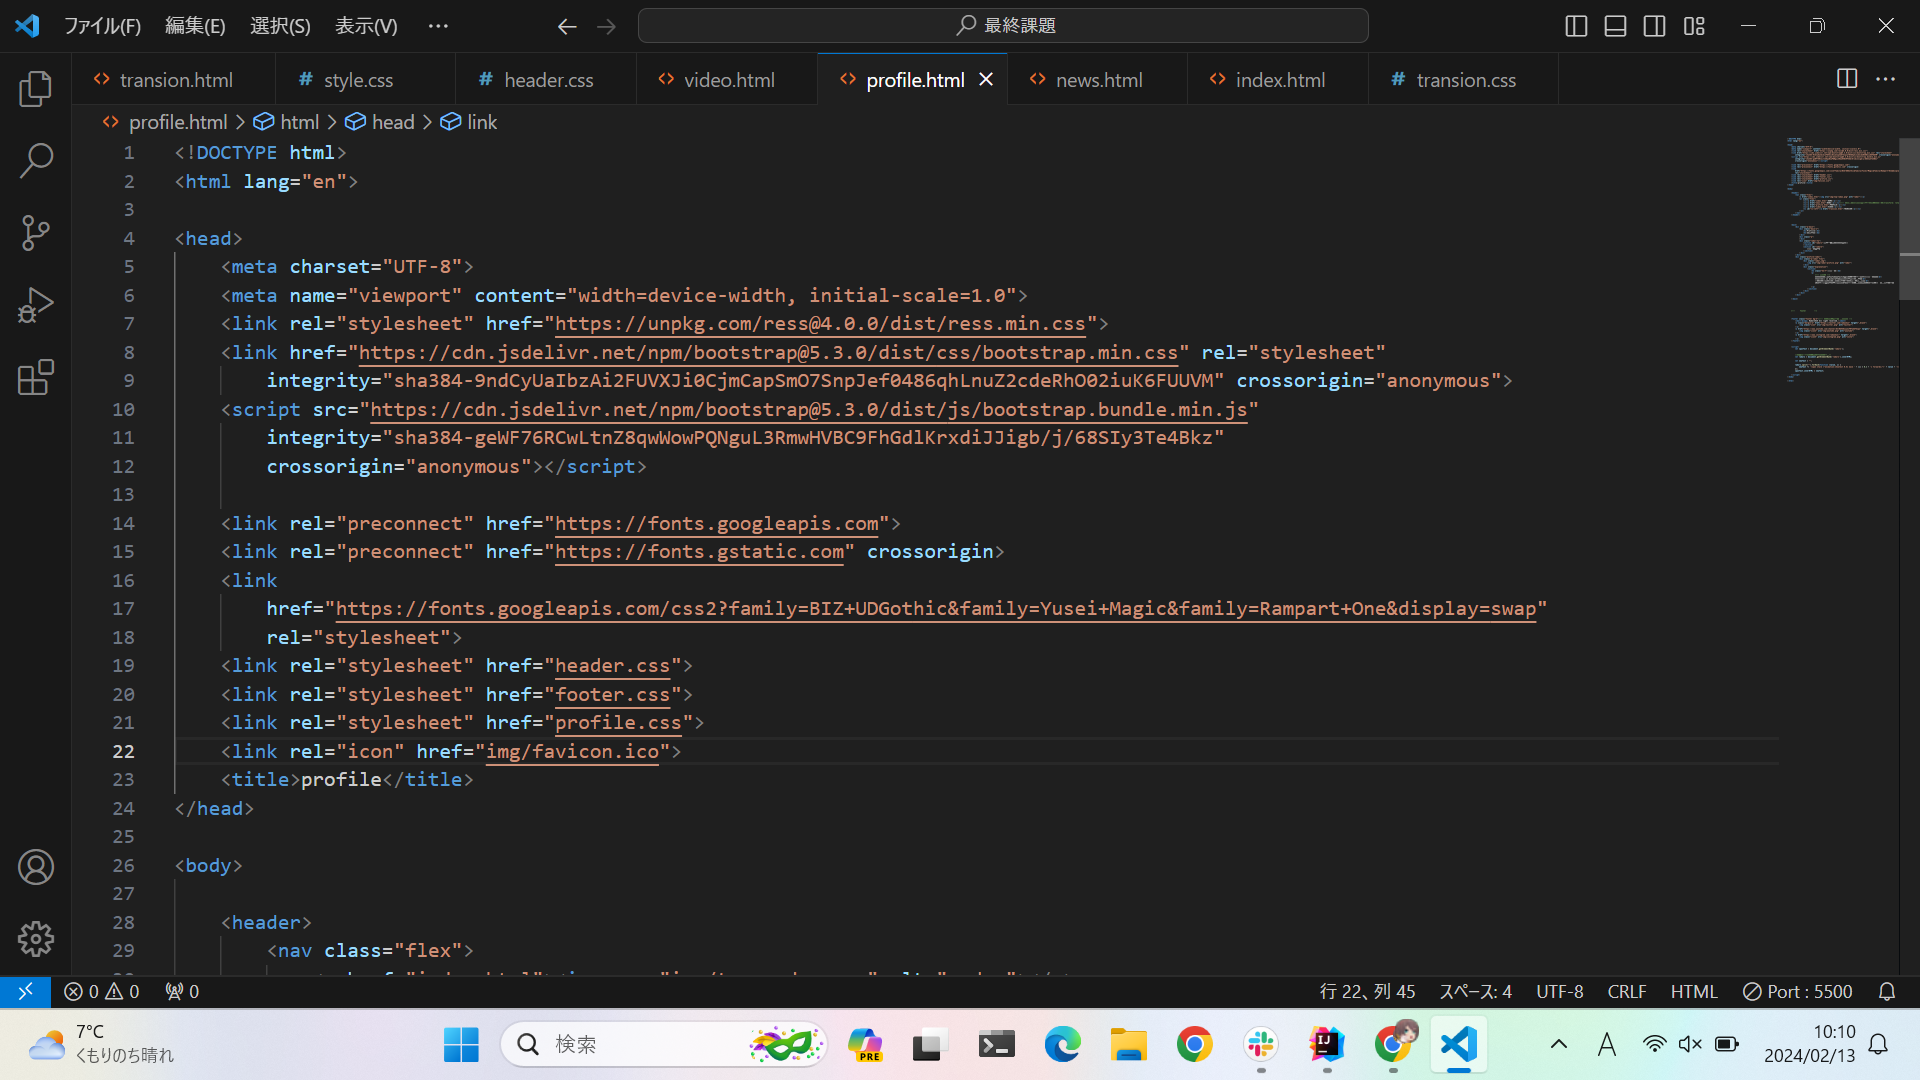 ファイル(F) 編集(E) 選択(S) 表示(V) ··· 最終課題
transion.html style.css header.css video.html profile.html news.html index.html transion.css
profile.html > html > head > link
1 <!DOCTYPE html>
2 <html lang="en">
3
4 <head>
5 <meta charset="UTF-8">
6 <meta name="viewport" content="width=device-width, initial-scale=1.0">
7 <link rel="stylesheet" href="https://unpkg.com/ress@4.0.0/dist/ress.min.css">
8 <link href="https://cdn.jsdelivr.net/npm/bootstrap@5.3.0/dist/css/bootstrap.min.css" rel="stylesheet"
9 integrity="sha384-9ndCyUaIbzAi2FUVXJi0CjmCapSmO7SnpJef0486qhLnuZ2cdeRhO02iuK6FUUVM" crossorigin="anonymous">
10 <script src="https://cdn.jsdelivr.net/npm/bootstrap@5.3.0/dist/js/bootstrap.bundle.min.js"
11 integrity="sha384-geWF76RCwLtnZ8qwWowPQNguL3RmwHVBC9FhGdlKrxdiJJigb/j/68SIy3Te4Bkz"
12 crossorigin="anonymous"></script>
13
14 <link rel="preconnect" href="https://fonts.googleapis.com">
15 <link rel="preconnect" href="https://fonts.gstatic.com" crossorigin>
16 <link
17 href="https://fonts.googleapis.com/css2?family=BIZ+UDGothic&family=Yusei+Magic&family=Rampart+One&display=swap"
18 rel="stylesheet">
19 <link rel="stylesheet" href="header.css">
20 <link rel="stylesheet" href="footer.css">
21 <link rel="stylesheet" href="profile.css">
22 <link rel="icon" href="img/favicon.ico">
23 <title>profile</title>
24 </head>
25
26 <body>
27
28 <header>
29 <nav class="flex">
0 0 0 行 22、列 45 スペース: 4 UTF-8 CRLF HTML Port : 5500
7°C
くもりのち晴れ
検索
PRE
IJ
A
10:10
2024/02/13